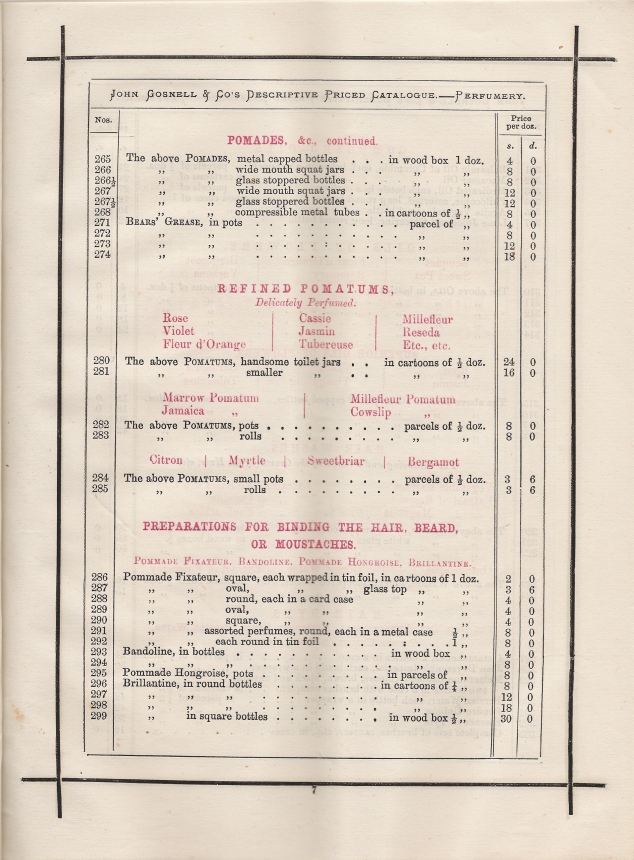 JOHN GOSNELL & CO'S DESCRIPTIVE PRICED CATALOGUE.—PERFUMERY.
Nos. Price per doz.
POMADES, &c., continued. s. d.
265 The above POMADES, metal capped bottles . . . in wood box 1 doz. 4 0
266 ,, ,, wide mouth squat jars . . . ,, ,, 8 0
266½ ,, ,, glass stoppered bottles . . . ,, ,, 8 0
267 ,, ,, wide mouth squat jars . . . ,, ,, 12 0
267½ ,, ,, glass stoppered bottles . . . ,, ,, 12 0
268 ,, ,, compressible metal tubes . . in cartoons of ½ ,, 8 0
271 BEARS' GREASE, in pots . . . . . . . . . . parcel of ,, 4 0
272 ,, ,, . . . . . . . . . . ,, ,, 8 0
273 ,, ,, . . . . . . . . . . ,, ,, 12 0
274 ,, ,, . . . . . . . . . . ,, ,, 18 0
REFINED POMATUMS,
Delicately Perfumed.
Rose | Cassie | Millefleur
Violet | Jasmin | Reseda
Fleur d'Orange | Tubereuse | Etc., etc.
280 The above POMATUMS, handsome toilet jars . . in cartoons of ½ doz. 24 0
281 ,, ,, smaller ,, . . ,, ,, 16 0
Marrow Pomatum | Millefleur Pomatum
Jamaica ,, | Cowslip ,,
282 The above POMATUMS, pots . . . . . . . . . . parcels of ½ doz. 8 0
283 ,, ,, rolls . . . . . . . . . ,, ,, 8 0
Citron | Myrtle | Sweetbriar | Bergamot
284 The above POMATUMS, small pots . . . . . . . . parcels of ½ doz. 3 6
285 ,, ,, rolls . . . . . . . . . ,, ,, 3 6
PREPARATIONS FOR BINDING THE HAIR, BEARD,
OR MOUSTACHES.
POMMADE FIXATEUR, BANDOLINE, POMMADE HONGROISE, BRILLANTINE.
286 Pommade Fixateur, square, each wrapped in tin foil, in cartoons of 1 doz. 2 0
287 ,, ,, oval, ,, ,, glass top ,, ,, 3 6
288 ,, ,, round, each in a card case ,, ,, 4 0
289 ,, ,, oval, ,, ,, ,, ,, 4 0
290 ,, ,, square, ,, ,, ,, ,, 4 0
291 ,, ,, assorted perfumes, round, each in a metal case ½ ,, 8 0
292 ,, ,, each round in tin foil . . . . . . . . 1 ,, 8 0
293 Bandoline, in bottles . . . . . . . . . . in wood box ,, 4 0
294 ,, ,, ,, . . . . . . . . . . ,, ,, 8 0
295 Pommade Hongroise, pots . . . . . . . . in parcels of ,, 8 0
296 Brillantine, in round bottles . . . . . . . . in cartoons of ¼ ,, 8 0
297 ,, ,, ,, . . . . . . . . ,, ,, 12 0
298 ,, ,, ,, . . . . . . . . ,, ,, 18 0
299 ,, in square bottles . . . . . . . . in wood box ½ ,, 30 0
7